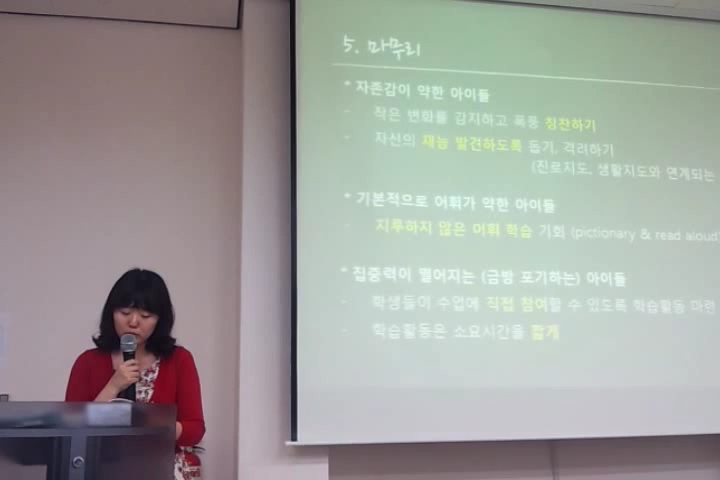 5. 마무리
* 자존감이 약한 아이들
- 작은 변화를 감지하고 폭풍 칭찬하기
- 자신의 재능 발견하도록 돕기, 격려하기
(진로지도, 생활지도와 연계되는
* 기본적으로 어휘가 약한 아이들
- 지루하지 않은 어휘 학습 기회 (pictionary & read aloud)
* 집중력이 떨어지는 (금방 포기하는) 아이들
- 학생들이 수업에 직접 참여할 수 있도록 학습활동 마련
- 학습활동은 소요시간을 짧게